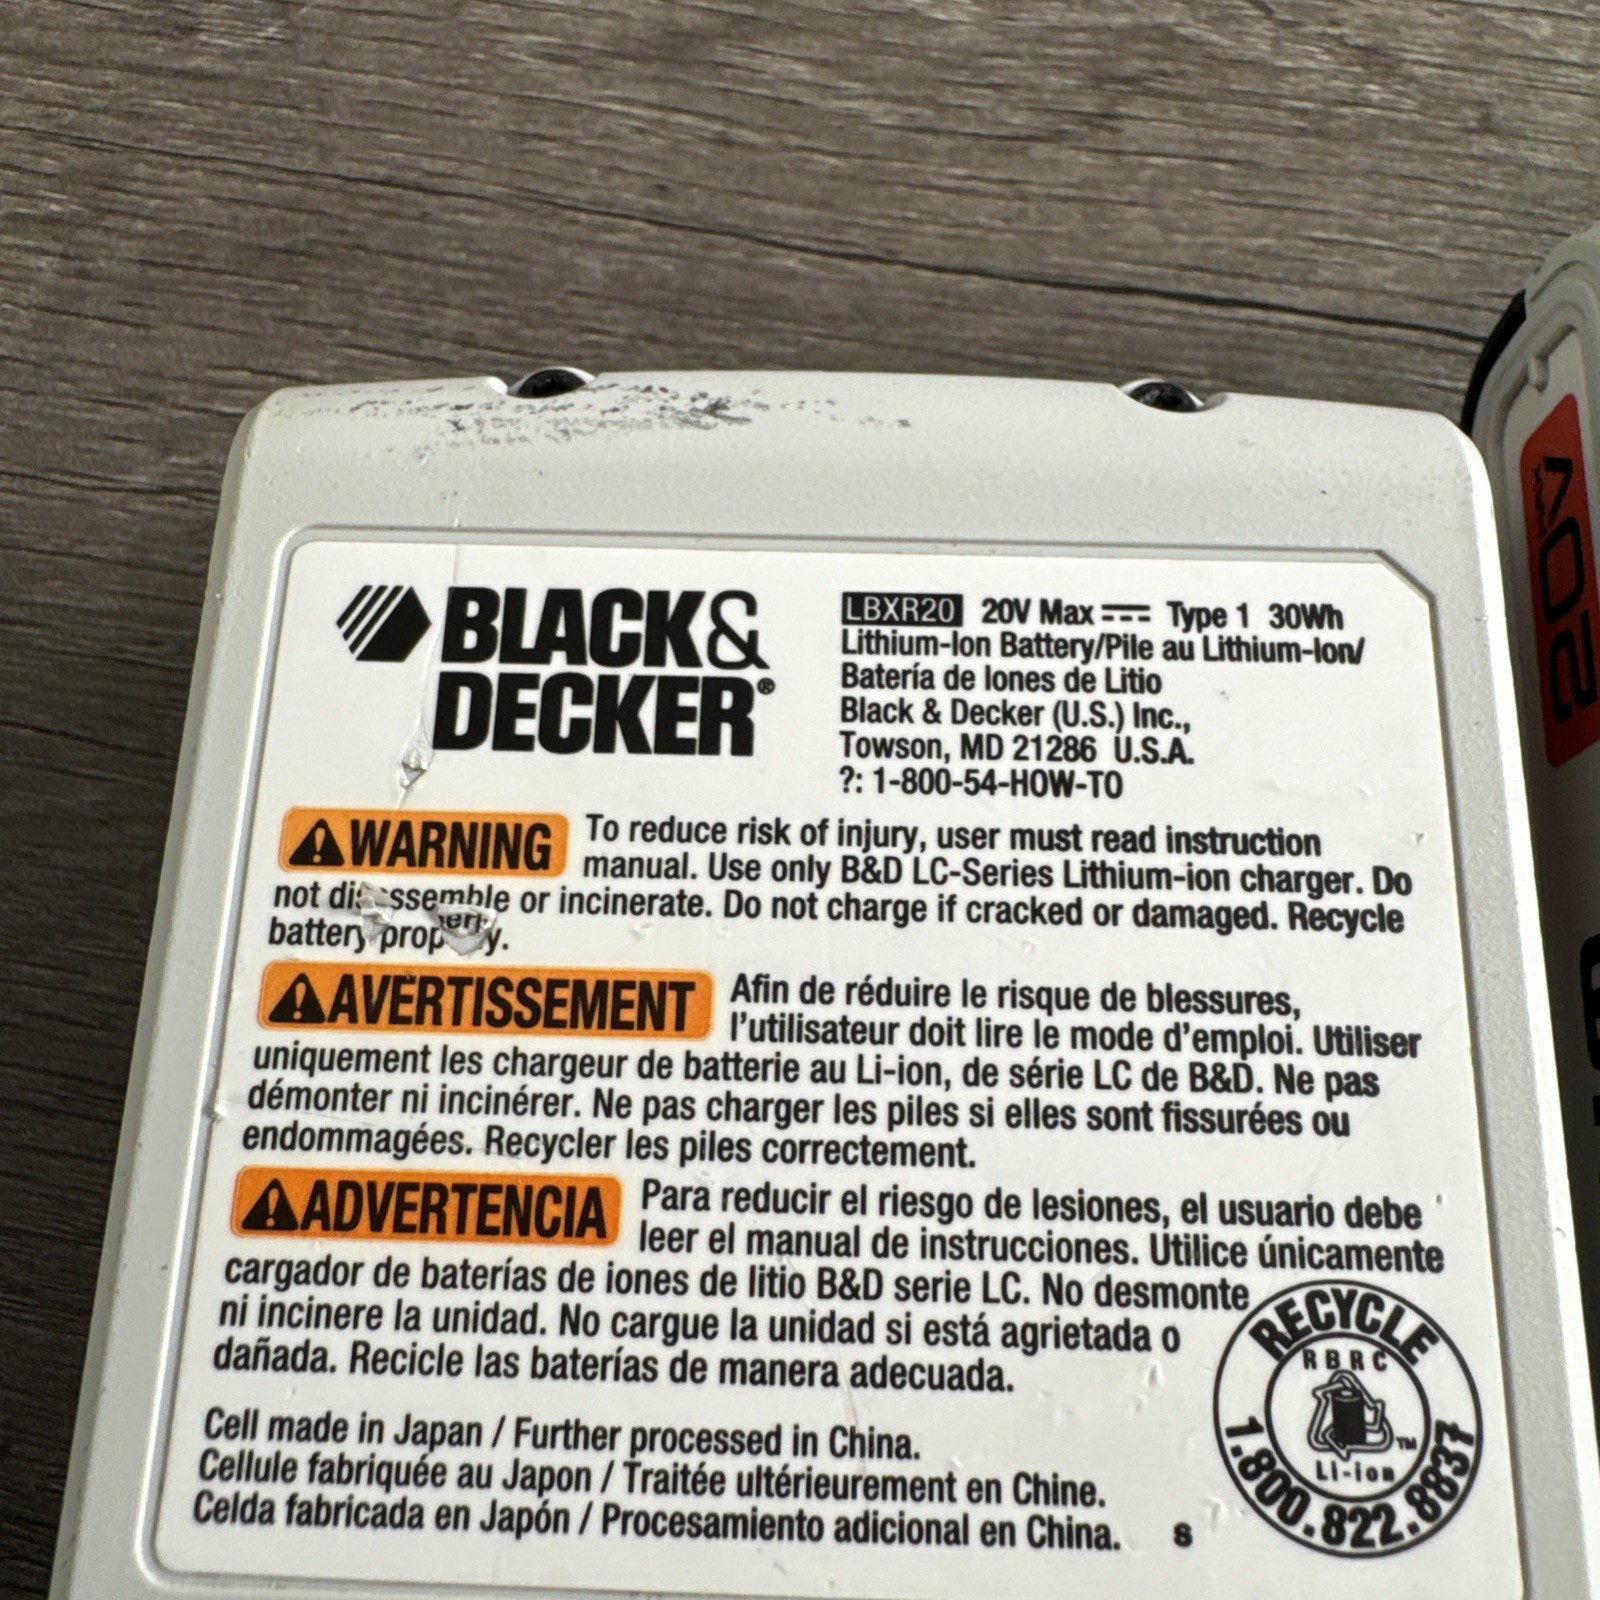 BLACK&
DECKER®
LBXR20 20V Max Type 1 30Wh
Lithium-Ion Battery/Pile au Lithium-Ion/
Batería de Iones de Litio
Black & Decker (U.S.) Inc.,
Towson, MD 21286 U.S.A.
?: 1-800-54-HOW-TO
WARNING To reduce risk of injury, user must read instruction
manual. Use only B&D LC-Series Lithium-ion charger. Do
not disassemble or incinerate. Do not charge if cracked or damaged. Recycle
battery properly.
AVERTISSEMENT Afin de réduire le risque de blessures,
l'utilisateur doit lire le mode d'emploi. Utiliser
uniquement les chargeur de batterie au Li-ion, de série LC de B&D. Ne pas
démonter ni incinérer. Ne pas charger les piles si elles sont fissurées ou
endommagées. Recycler les piles correctement.
ADVERTENCIA Para reducir el riesgo de lesiones, el usuario debe
leer el manual de instrucciones. Utilice únicamente
cargador de baterías de iones de litio B&D serie LC. No desmonte
ni incinere la unidad. No cargue la unidad si está agrietada o
dañada. Recicle las baterías de manera adecuada.
Cell made in Japan / Further processed in China.
Cellule fabriquée au Japon / Traitée ultérieurement en Chine.
Celda fabricada en Japón / Procesamiento adicional en China. s
RECYCLE
RBRC
TM
Li-ion
1.800.822.8837
20V